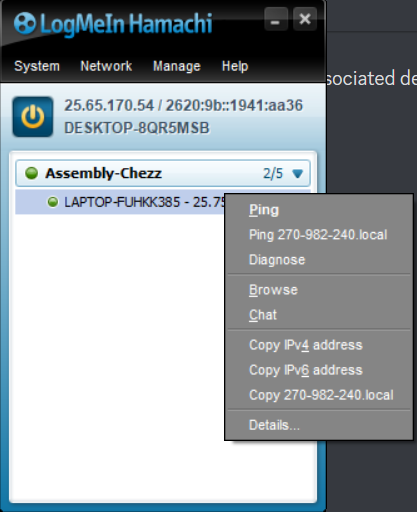 LogMeIn Hamachi
System Network Manage Help
25.65.170.54 / 2620:9b::1941:aa36
DESKTOP-8QR5MSB
sociated de
Assembly-Chezz 2/5
LAPTOP-FUHKK385 - 25.75
Ping
Ping 270-982-240.local
Diagnose
Browse
Chat
Copy IPv4 address
Copy IPv6 address
Copy 270-982-240.local
Details...